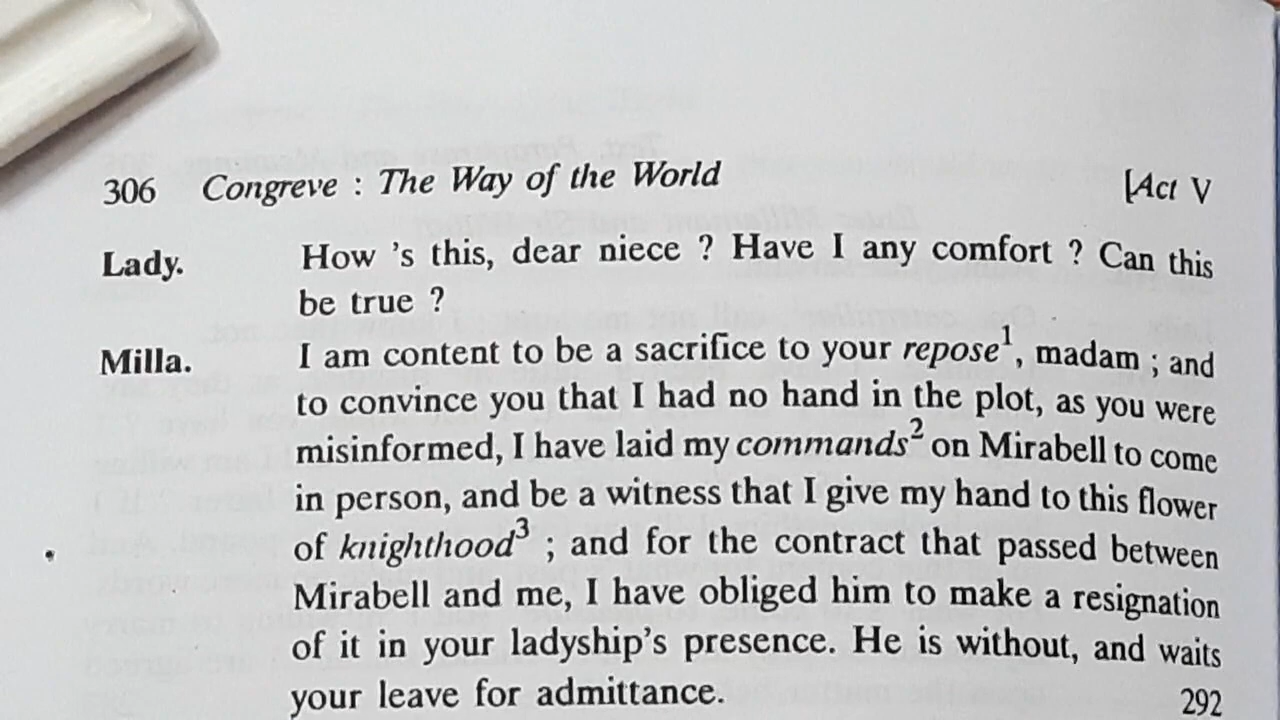 306 Congreve : The Way of the World [Act V
Lady. How 's this, dear niece ? Have I any comfort ? Can this
be true ?
Milla. I am content to be a sacrifice to your repose¹, madam ; and
to convince you that I had no hand in the plot, as you were
misinformed, I have laid my commands² on Mirabell to come
in person, and be a witness that I give my hand to this flower
of knighthood³ ; and for the contract that passed between
Mirabell and me, I have obliged him to make a resignation
of it in your ladyship's presence. He is without, and waits
your leave for admittance. 292